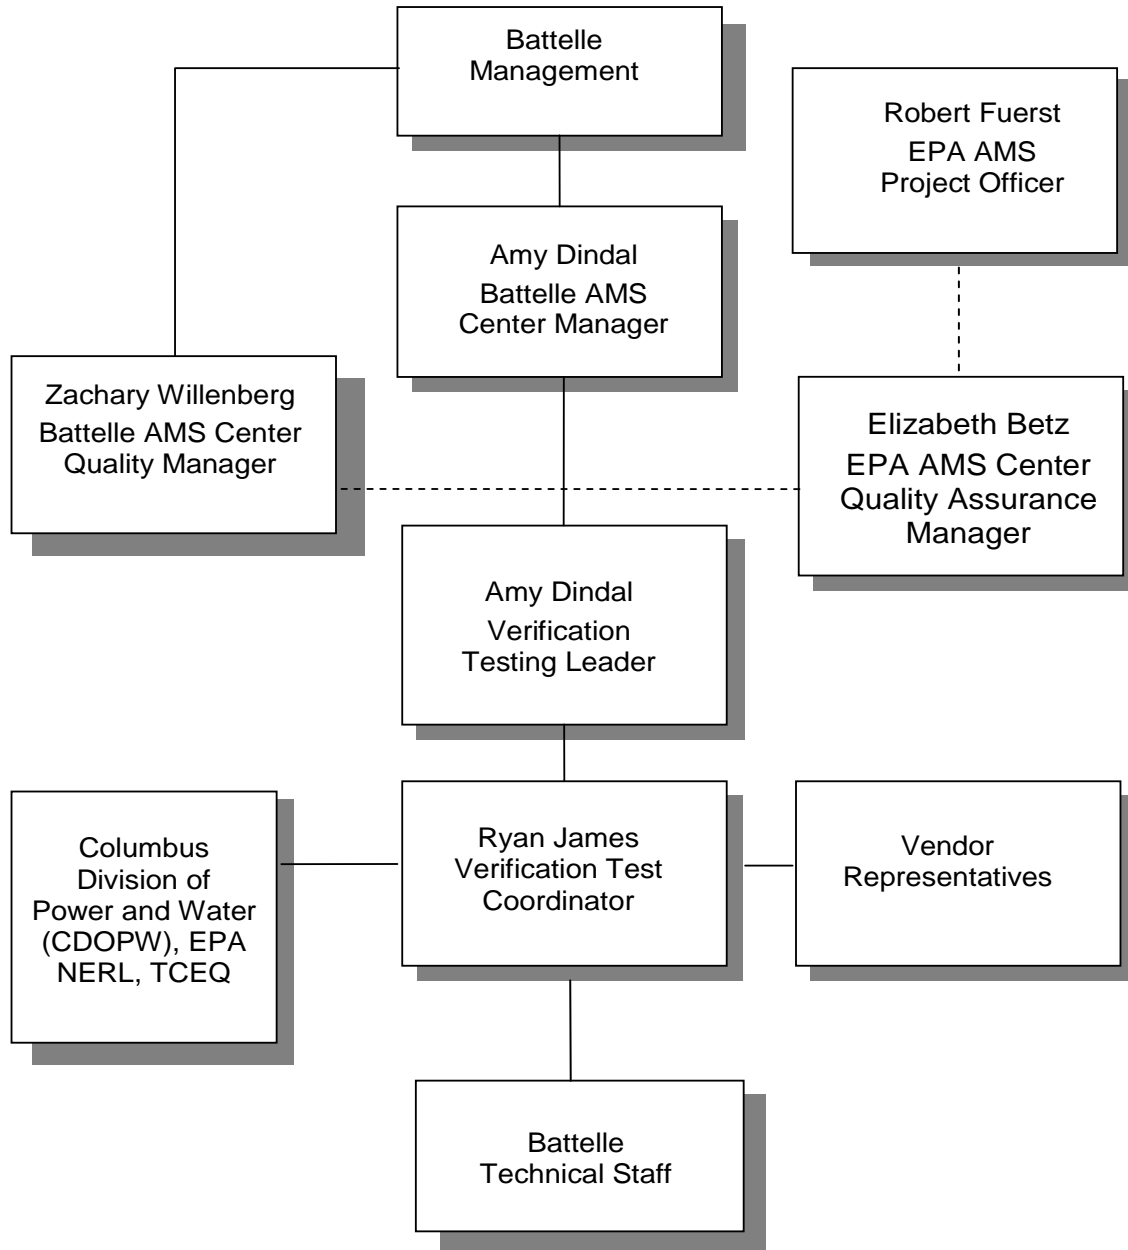 Battelle
Management
Robert Fuerst
EPA AMS
Project Officer
Amy Dindal
Battelle AMS
Center Manager
Zachary Willenberg
Battelle AMS Center
Quality Manager
Elizabeth Betz
EPA AMS Center
Quality Assurance
Manager
Amy Dindal
Verification
Testing Leader
Columbus
Division of
Power and Water
(CDOPW), EPA
NERL, TCEQ
Ryan James
Verification Test
Coordinator
Vendor
Representatives
Battelle
Technical Staff